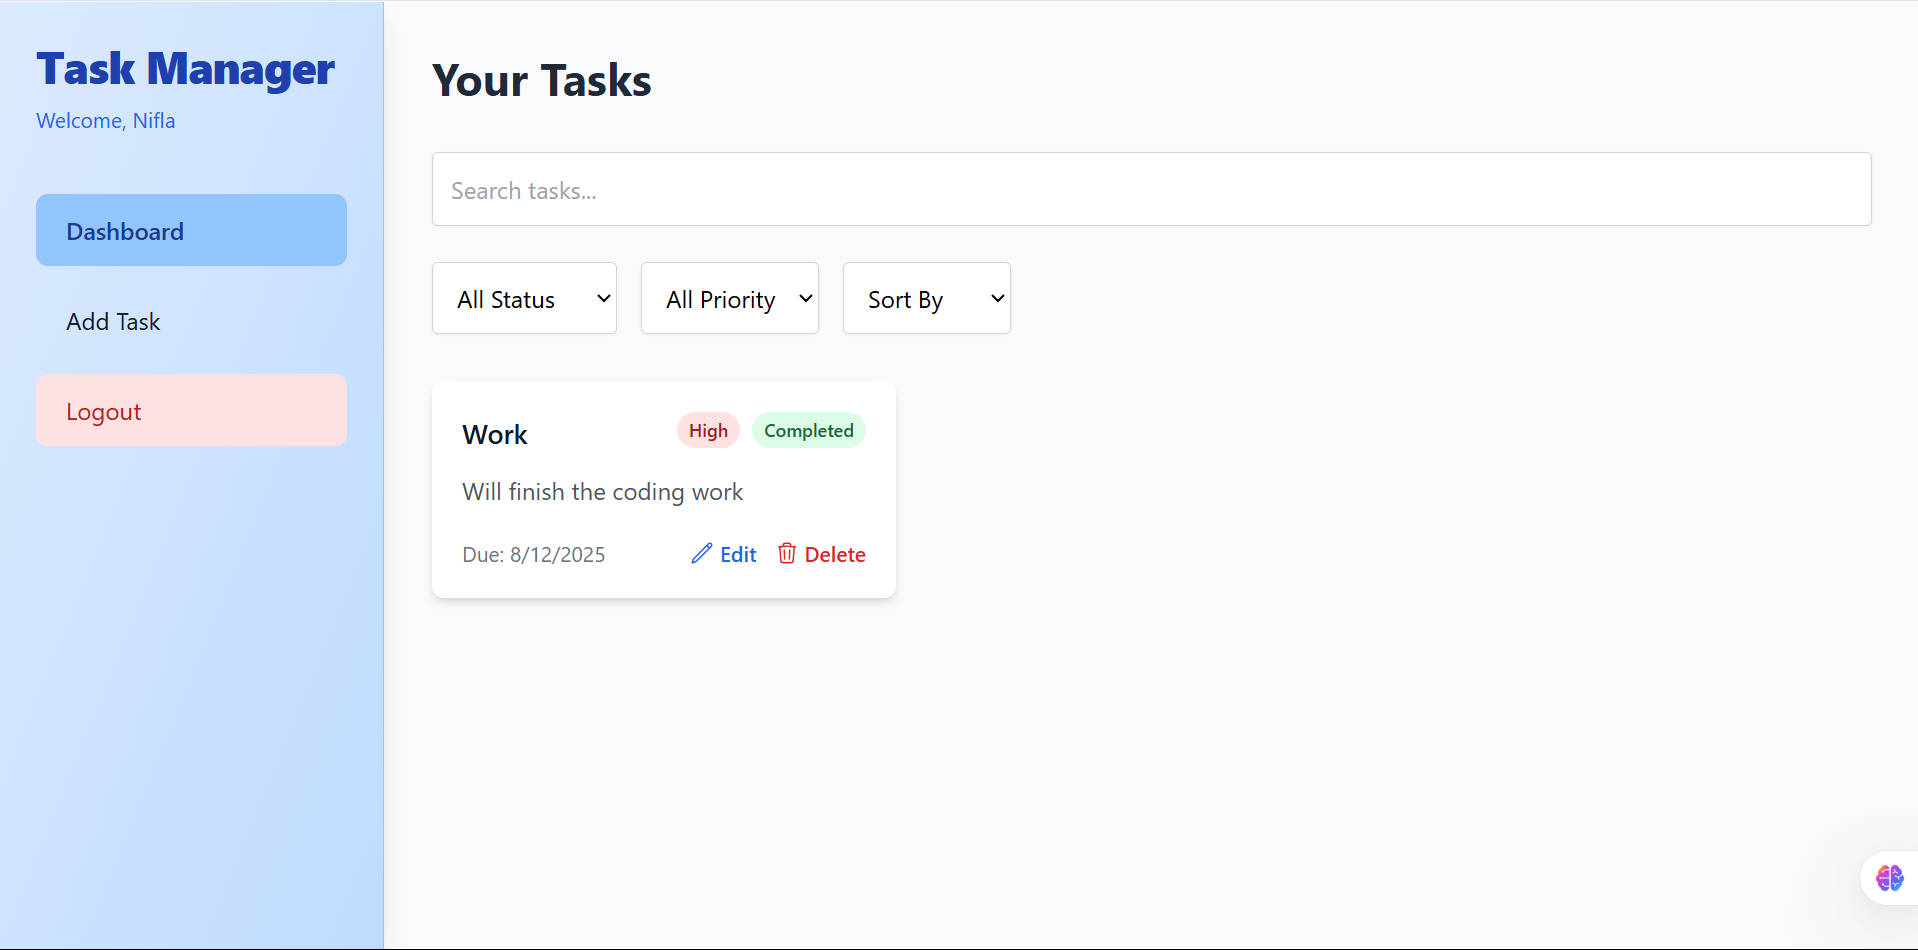 Task Manager
Welcome, Nifla
Dashboard
Add Task
Logout
Your Tasks
Search tasks...
All Status
All Priority
Sort By
Work
High
Completed
Will finish the coding work
Due: 8/12/2025
Edit
Delete